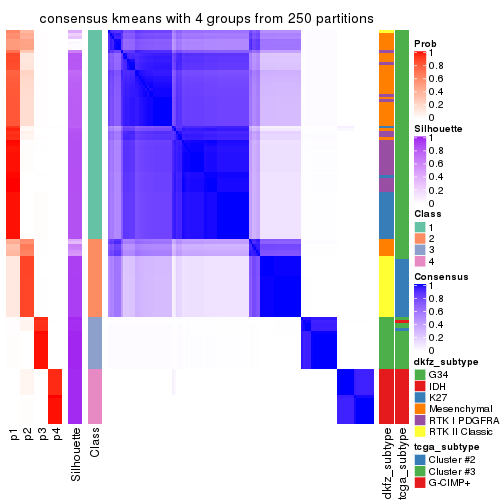 consensus kmeans with 4 groups from 250 partitions
p1
p2
p3
p4
Silhouette
Class
dkfz_subtype
tcga_subtype
Prob
1
0.8
0.6
0.4
0.2
0
Silhouette
1
0.8
0.6
0.4
0.2
0
Class
1
2
3
4
Consensus
1
0.8
0.6
0.4
0.2
0
dkfz_subtype
G34
IDH
K27
Mesenchymal
RTK I PDGFRA
RTK II Classic
tcga_subtype
Cluster #2
Cluster #3
G-CIMP+